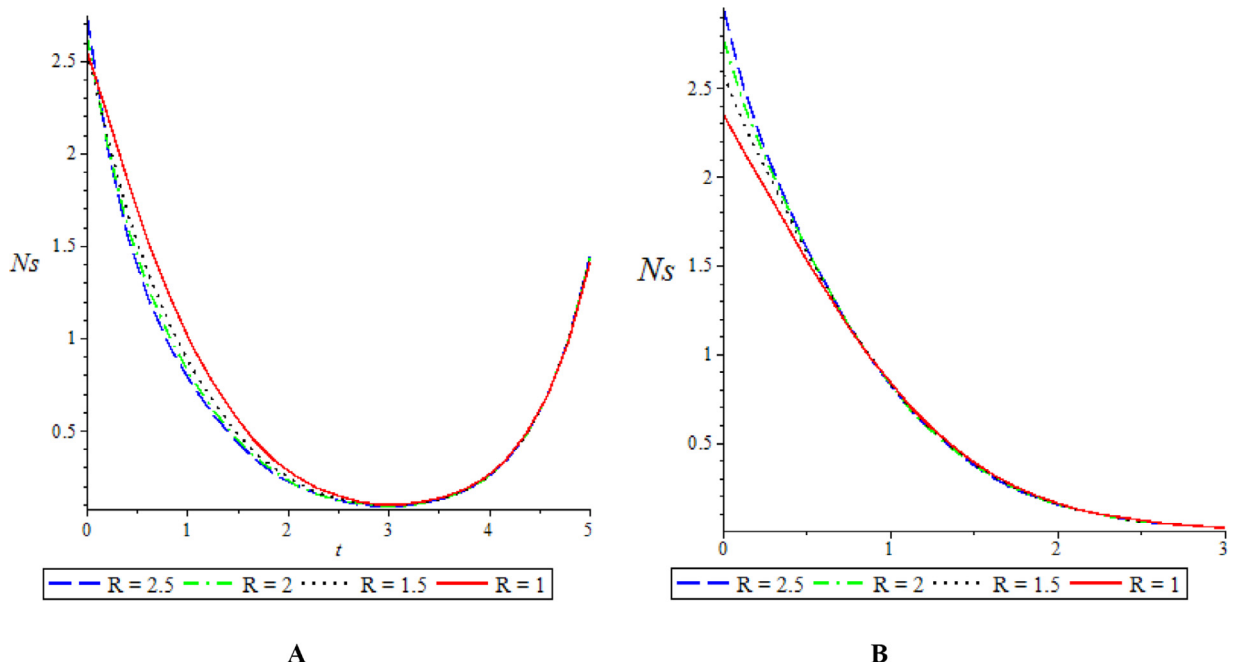 2.5
2
Ns
1.5
1
0.5
0 1 2 3 4 5
t
R = 2.5 R = 2 R = 1.5 R = 1
A
2.5
2
Ns
1.5
1
0.5
0 1 2 3
R = 2.5 R = 2 R = 1.5 R = 1
B